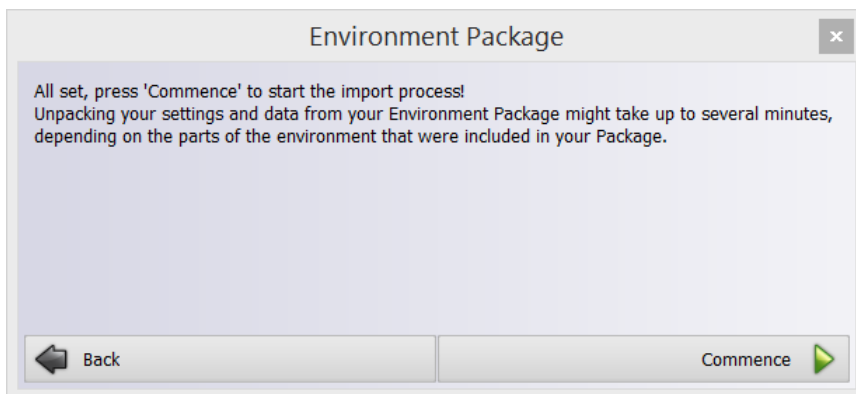 Environment Package
All set, press 'Commence' to start the import process!
Unpacking your settings and data from your Environment Package might take up to several minutes,
depending on the parts of the environment that were included in your Package.
Back
Commence